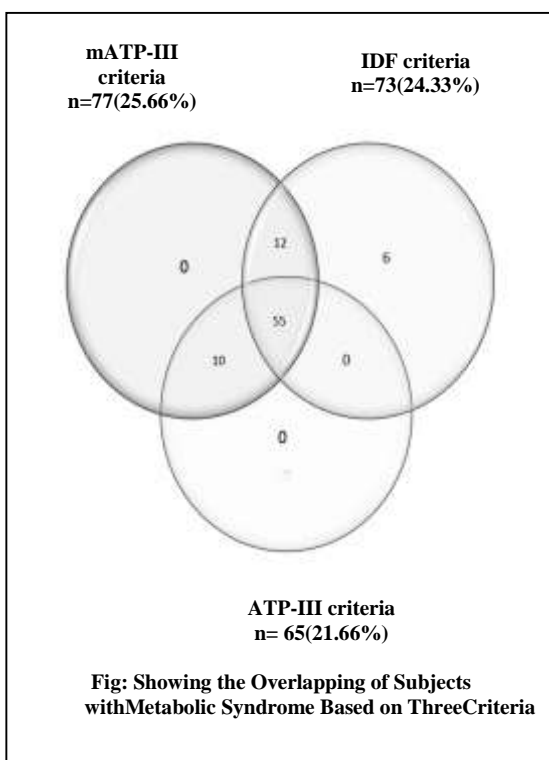 mATP-III
criteria
n=77(25.66%)
IDF criteria
n=73(24.33%)
12
0
6
55
10
0
0
ATP-III criteria
n= 65(21.66%)
Fig: Showing the Overlapping of Subjects
withMetabolic Syndrome Based on ThreeCriteria